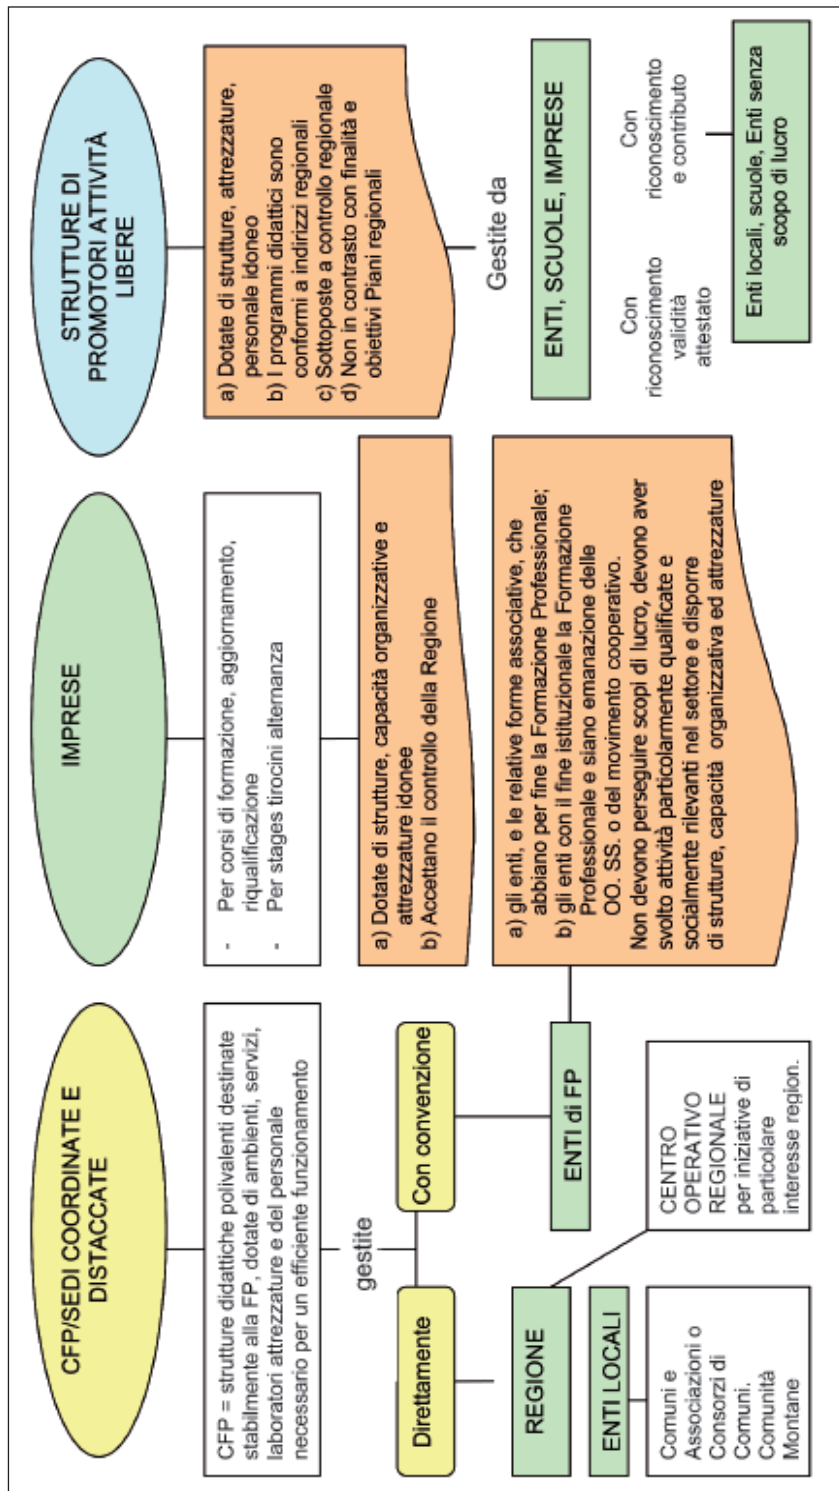 CFP/SEDI COORDINATE E
DISTACCATE
CFP = strutture didattiche polivalenti destinate
stabilmente alla FP, dotate di ambienti, servizi,
laboratori attrezzature e del personale
necessario per un efficiente funzionamento
gestite
Direttamente
Con convenzione
REGIONE
ENTI LOCALI
Comuni e
Associazioni o
Consorzi di
Comuni.
Comunità
Montane
CENTRO
OPERATIVO
REGIONALE
per iniziative di
particolare
interesse region.
ENTI di FP
a) gli enti, e le relative forme associative, che
abbiano per fine la Formazione Professionale;
b) gli enti con il fine istituzionale la Formazione
Professionale e siano emanazione delle
OO. SS. o del movimento cooperativo.
Non devono perseguire scopi di lucro, devono aver
svolto attività particolarmente qualificate e
socialmente rilevanti nel settore e disporre
di strutture, capacità organizzativa ed attrezzature
IMPRESE
- Per corsi di formazione, aggiornamento,
riqualificazione
- Per stages tirocini alternanza
a) Dotate di strutture, capacità organizzative e
attrezzature idonee
b) Accettano il controllo della Regione
STRUTTURE DI
PROMOTORI ATTIVITÀ
LIBERE
a) Dotate di strutture, attrezzature,
personale idoneo
b) I programmi didattici sono
conformi a indirizzi regionali
c) Sottoposte a controllo regionale
d) Non in contrasto con finalità e
obiettivi Piani regionali
Gestite da
ENTI, SCUOLE, IMPRESE
Con
riconoscimento
validità
attestato
Con
riconoscimento
e contributo
Enti locali, scuole, Enti senza
scopo di lucro